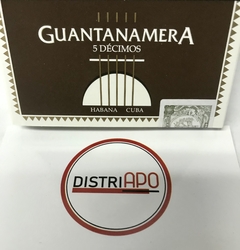 GUANTANAMERA
5 DÉCIMOS
HABANA CUBA
DISTRIAPO